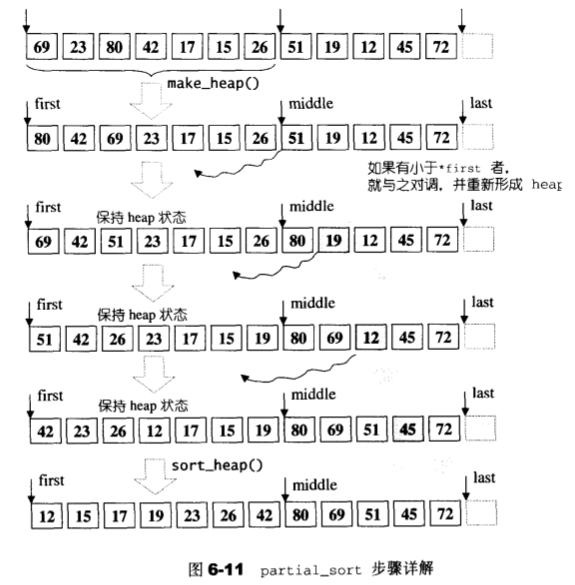 69 23 80 42 17 15 26 51 19 12 45 72
make_heap()
first middle last
80 42 69 23 17 15 26 51 19 12 45 72
如果有小于*first 者，
就与之对调，并重新形成 heap
first 保持 heap 状态 middle last
69 42 51 23 17 15 26 80 19 12 45 72
first 保持 heap 状态 middle last
51 42 26 23 17 15 19 80 69 12 45 72
first 保持 heap 状态 middle last
42 23 26 12 17 15 19 80 69 51 45 72
sort_heap()
first middle last
12 15 17 19 23 26 42 80 69 51 45 72
图 6-11 partial_sort 步骤详解